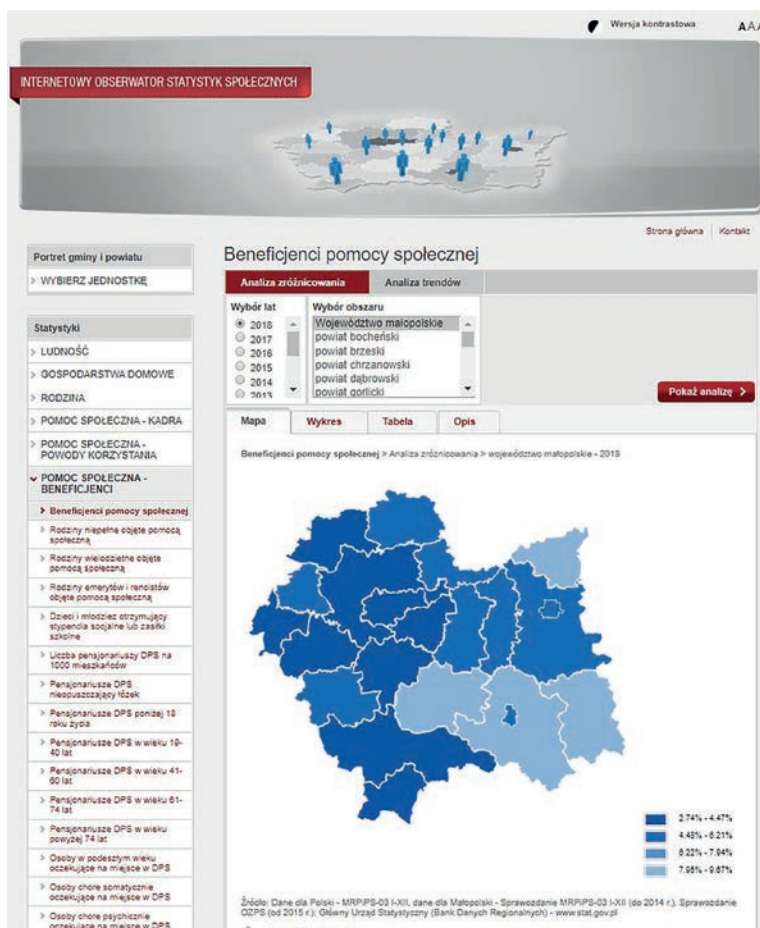 Wersja kontrastowa
A A A
INTERNETOWY OBSERWATOR STATYSTYK SPOŁECZNYCH
Strona główna | Kontakt
Portret gminy i powiatu
> WYBIERZ JEDNOSTKĘ
Statystyki
> LUDNOŚĆ
> GOSPODARSTWA DOMOWE
> RODZINA
> POMOC SPOŁECZNA - KADRA
> POMOC SPOŁECZNA -
POWODY KORZYSTANIA
POMOC SPOŁECZNA -
BENEFICJENCI
> Beneficjenci pomocy społecznej
> Rodziny niepełne objęte pomocą
społeczną
> Rodziny wielodzietne objęte
pomocą społeczną
> Rodziny emerytów i rencistów
objęte pomocą społeczną
> Dzieci i młodzież otrzymujący
stypendia socjalne lub zasiłki
szkolne
> Liczba pensjonariuszy DPS na
1000 mieszkańców
> Pensjonariusze DPS
nieopuszczający łóżek
> Pensjonariusze DPS poniżej 18
roku życia
> Pensjonariusze DPS w wieku 19-
40 lat
> Pensjonariusze DPS w wieku 41-
60 lat
> Pensjonariusze DPS w wieku 61-
74 lat
> Pensjonariusze DPS w wieku
powyżej 74 lat
> Osoby w podeszłym wieku
oczekujące na miejsce w DPS
> Osoby chore somatycznie
oczekujące na miejsce w DPS
> Osoby chore psychicznie
oczekujące na miejsce w DPS
Beneficjenci pomocy społecznej
Analiza zróżnicowania
Analiza trendów
Wybór lat
2018
2017
2016
2015
2014
2013
Wybór obszaru
Województwo małopolskie
powiat bocheński
powiat brzeski
powiat chrzanowski
powiat dąbrowski
powiat gorlicki
Pokaż analizę >
Mapa
Wykres
Tabela
Opis
Beneficjenci pomocy społecznej > Analiza zróżnicowania > województwo małopolskie - 2018
2.74% - 4.47%
4.48% - 6.21%
6.22% - 7.94%
7.95% - 9.67%
Źródło: Dane dla Polski - MRPiPS-03 I-XII, dane dla Małopolski - Sprawozdanie MRPiPS-03 I-XII (do 2014 r.), Sprawozdanie
OZPS (od 2015 r.); Główny Urząd Statystyczny (Bank Danych Regionalnych) - www.stat.gov.pl